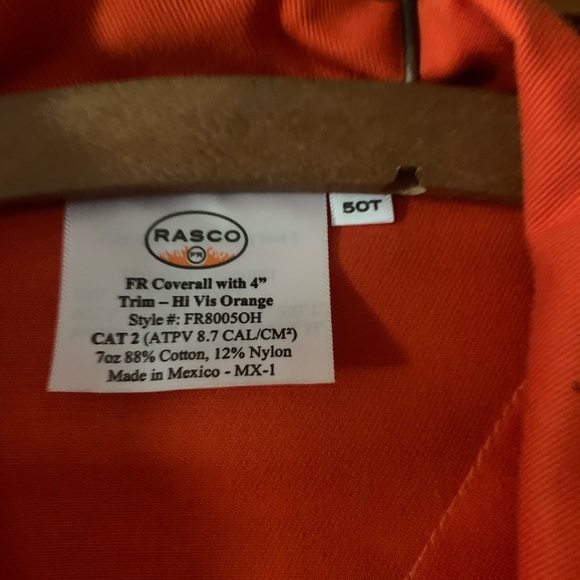 RASCO
FR
50T
FR Coverall with 4”
Trim – Hi Vis Orange
Style #: FR8005OH
CAT 2 (ATPV 8.7 CAL/CM²)
7oz 88% Cotton, 12% Nylon
Made in Mexico - MX-1